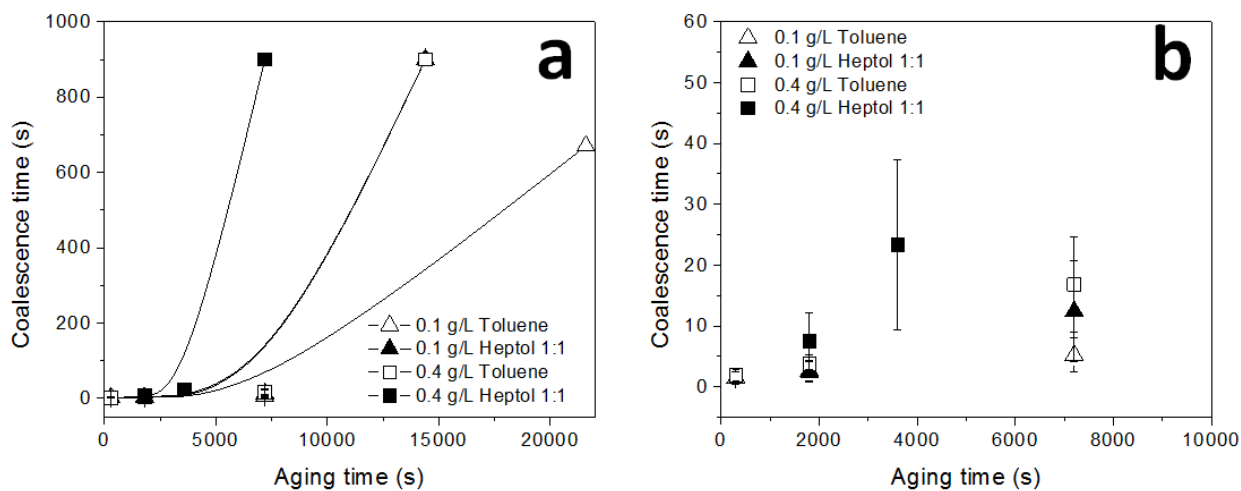 a
1000
800
600
400
200
0
Coalescence time (s)
0.1 g/L Toluene
0.1 g/L Heptol 1:1
0.4 g/L Toluene
0.4 g/L Heptol 1:1
0 5000 10000 15000 20000
Aging time (s)
b
60
50
40
30
20
10
0
Coalescence time (s)
0.1 g/L Toluene
0.1 g/L Heptol 1:1
0.4 g/L Toluene
0.4 g/L Heptol 1:1
0 2000 4000 6000 8000 10000
Aging time (s)